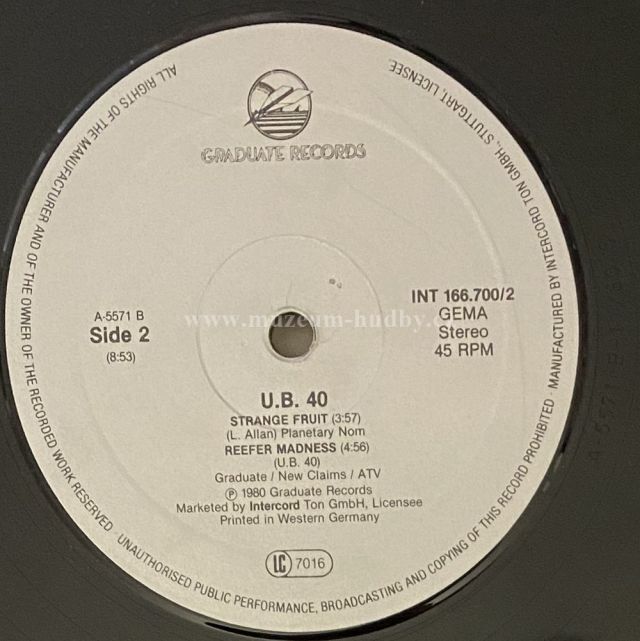 GRADUATE RECORDS
ALL RIGHTS OF THE MANUFACTURER AND OF THE OWNER OF THE RECORDED WORK RESERVED · UNAUTHORISED PUBLIC PERFORMANCE, BROADCASTING AND COPYING OF THIS RECORD PROHIBITED · MANUFACTURED BY INTERCORD TON GMBH., STUTTGART, LICENSEE
A-5571 B
Side 2
(8:53)
INT 166.700/2
GEMA
Stereo
45 RPM
www.muzeum-hudby.c
U.B. 40
STRANGE FRUIT (3:57)
(L. Allan) Planetary Nom
REEFER MADNESS (4:56)
(U.B. 40)
Graduate / New Claims / ATV
℗ 1980 Graduate Records
Marketed by Intercord Ton GmbH, Licensee
Printed in Western Germany
LC 7016